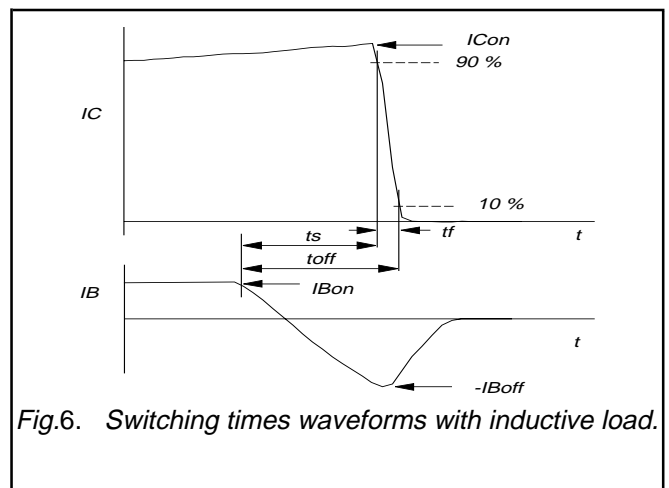 ICon
90 %
IC
10 %
ts
tf
t
toff
IB
IBon
t
-IBoff
Fig.6. Switching times waveforms with inductive load.